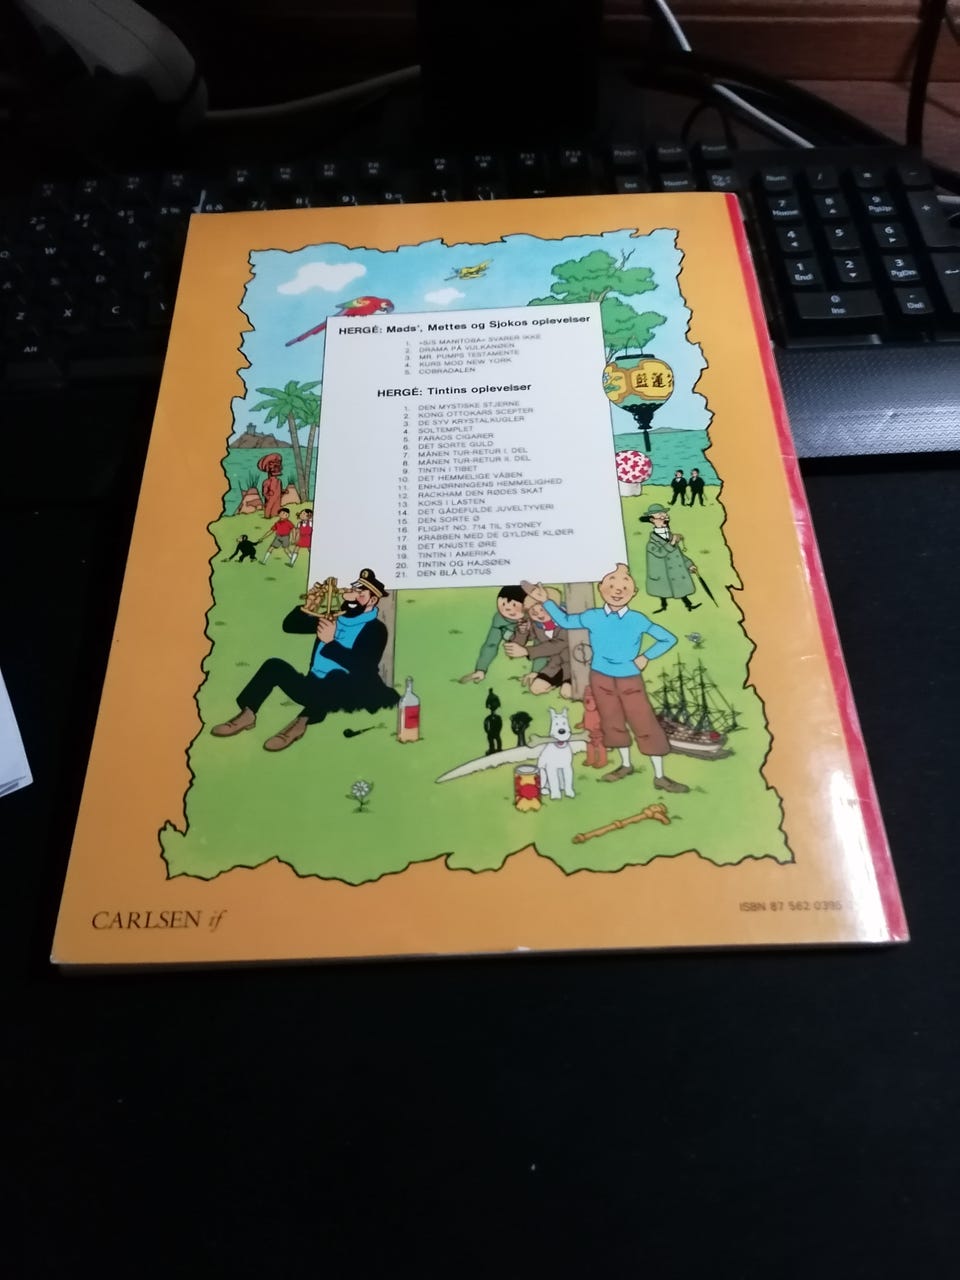 HERGÉ: Mads', Mettes og Sjokos oplevelser
1. »S/S MANITOBA« SVARER IKKE
2. DRAMA PÅ VULKANØEN
3. MR. PUMPS TESTAMENTE
4. KURS MOD NEW YORK
5. COBRADALEN
HERGÉ: Tintins oplevelser
1. DEN MYSTISKE STJERNE
2. KONG OTTOKARS SCEPTER
3. DE SYV KRYSTALKUGLER
4. SOLTEMPLET
5. FARAOS CIGARER
6. DET SORTE GULD
7. MÅNEN TUR-RETUR I. DEL
8. MÅNEN TUR-RETUR II. DEL
9. TINTIN I TIBET
10. DET HEMMELIGE VÅBEN
11. ENHJØRNINGENS HEMMELIGHED
12. RACKHAM DEN RØDES SKAT
13. KOKS I LASTEN
14. DET GÅDEFULDE JUVELTYVERI
15. DEN SORTE Ø
16. FLIGHT NO. 714 TIL SYDNEY
17. KRABBEN MED DE GYLDNE KLØER
18. DET KNUSTE ØRE
19. TINTIN I AMERIKA
20. TINTIN OG HAJSØEN
21. DEN BLÅ LOTUS
藍蓮
CARLSEN if
ISBN 87 562 0395